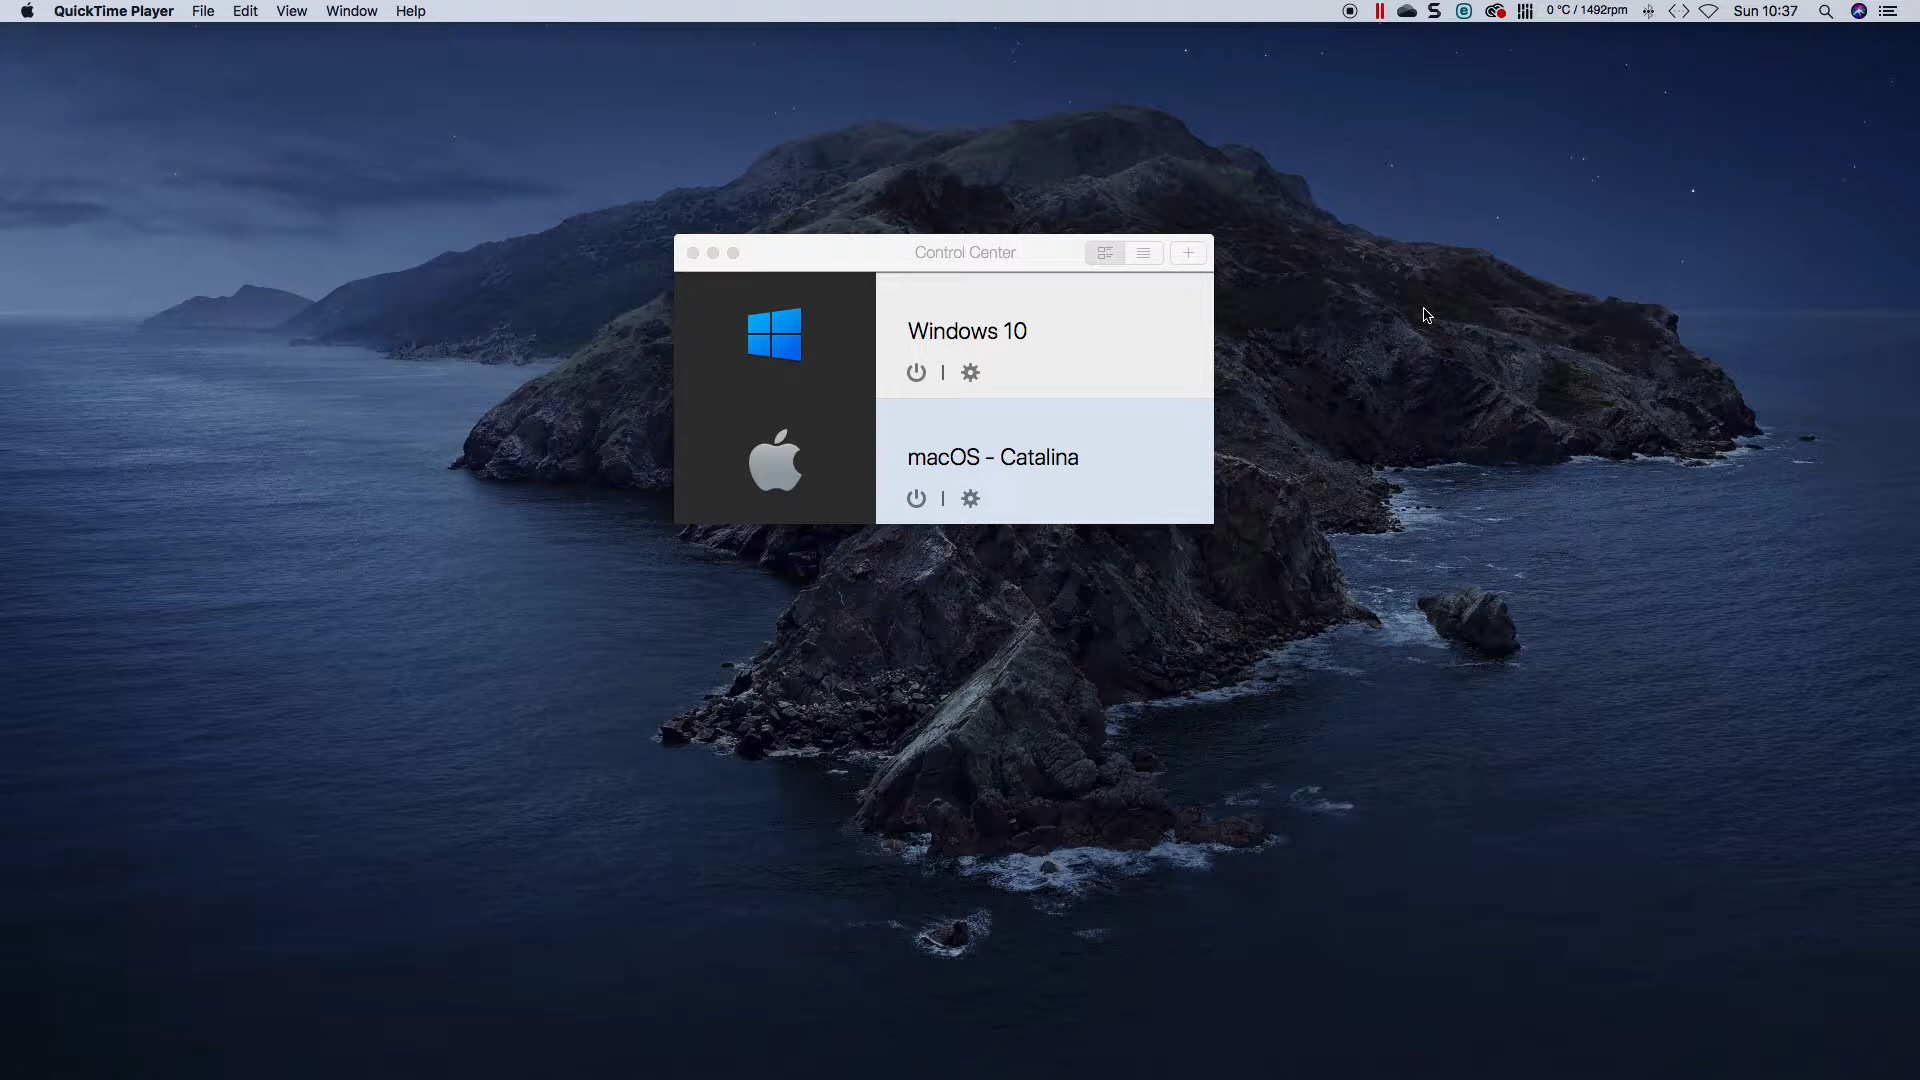 QuickTime Player File Edit View Window Help 0 °C / 1492rpm Sun 10:37
Control Center
Windows 10
macOS - Catalina